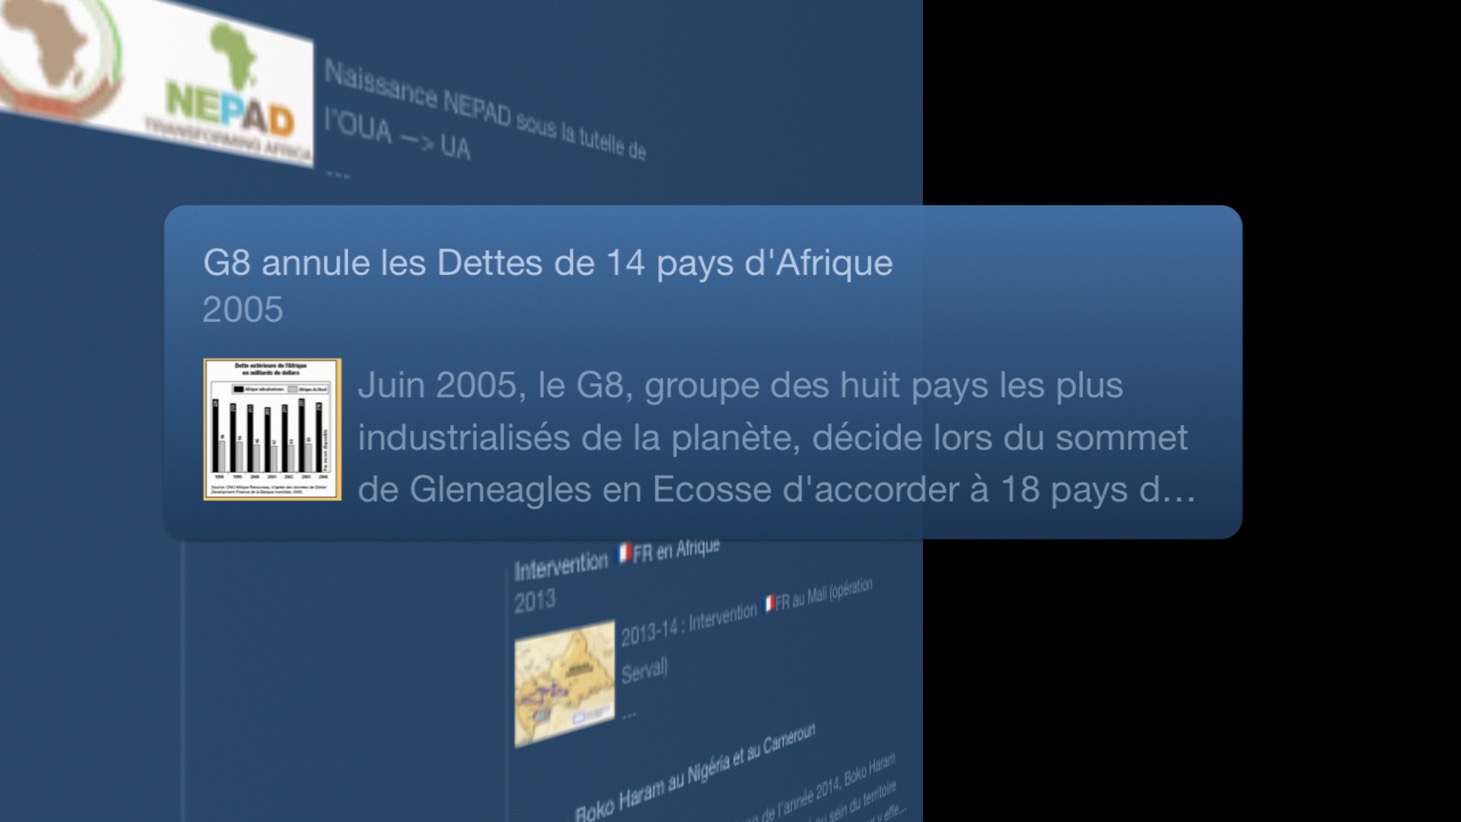 NEPAD
TRANSFORMING AFRICA
Naissance NEPAD sous la tutelle de
l'OUA —> UA
---
G8 annule les Dettes de 14 pays d'Afrique
2005
Dette extérieure de l'Afrique
en milliards de dollars
Juin 2005, le G8, groupe des huit pays les plus
industrialisés de la planète, décide lors du sommet
de Gleneagles en Ecosse d'accorder à 18 pays d...
Intervention 🇫🇷FR en Afrique
2013
2013-14 : Intervention 🇫🇷FR au Mali (opération
Serval)
---
Boko Haram au Nigéria et au Cameroun
de l'année 2014, Boko Haram
au sein du territoire